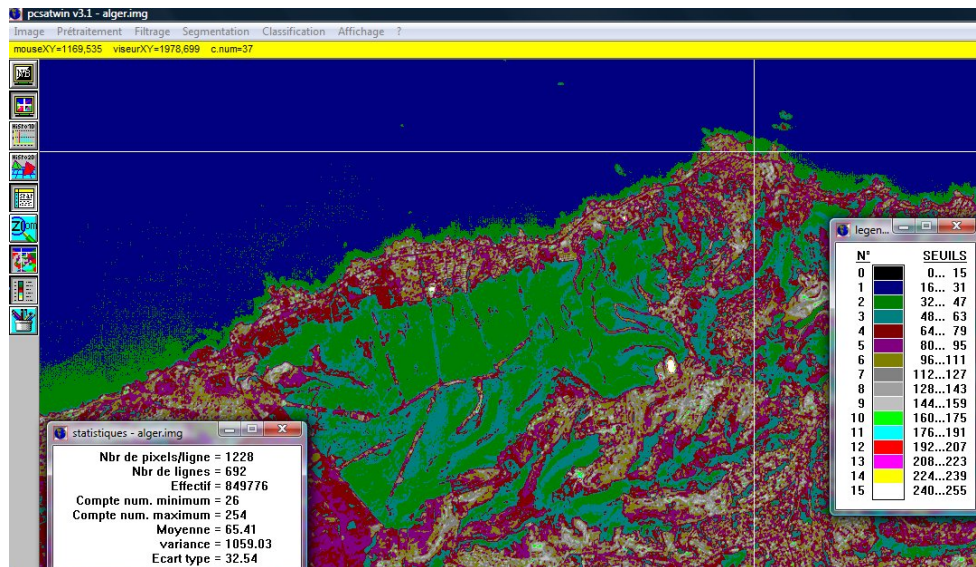 pcsatwin v3.1 - alger.img
Image Prétraitement Filtrage Segmentation Classification Affichage ?
mouseXY=1169,535 viseurXY=1978,699 c.num=37
HISTO1D
HISTO2D
STAT
ZOom
legen...
N° SEUILS
0 0... 15
1 16... 31
2 32... 47
3 48... 63
4 64... 79
5 80... 95
6 96...111
7 112...127
8 128...143
9 144...159
10 160...175
11 176...191
12 192...207
13 208...223
14 224...239
15 240...255
statistiques - alger.img
Nbr de pixels/ligne = 1228
Nbr de lignes = 692
Effectif = 849776
Compte num. minimum = 26
Compte num. maximum = 254
Moyenne = 65.41
variance = 1059.03
Ecart type = 32.54